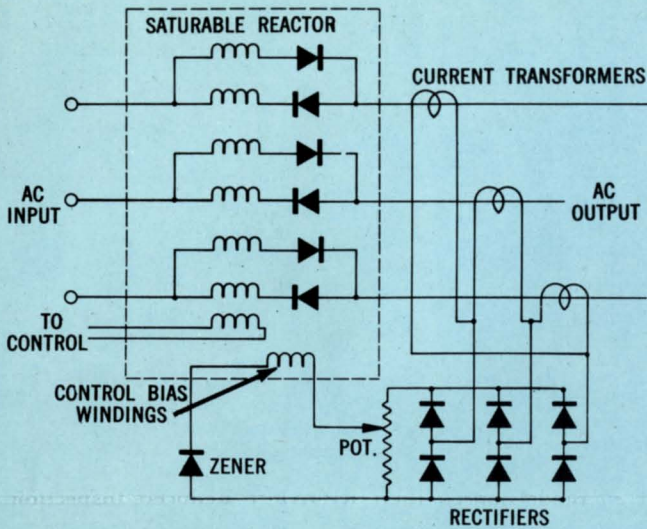 SATURABLE REACTOR
CURRENT TRANSFORMERS
AC
INPUT
AC
OUTPUT
TO
CONTROL
CONTROL BIAS
WINDINGS
ZENER
POT.
RECTIFIERS